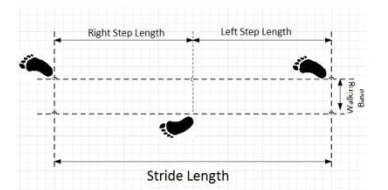 Right Step Length
Left Step Length
Walking
Base
Stride Length